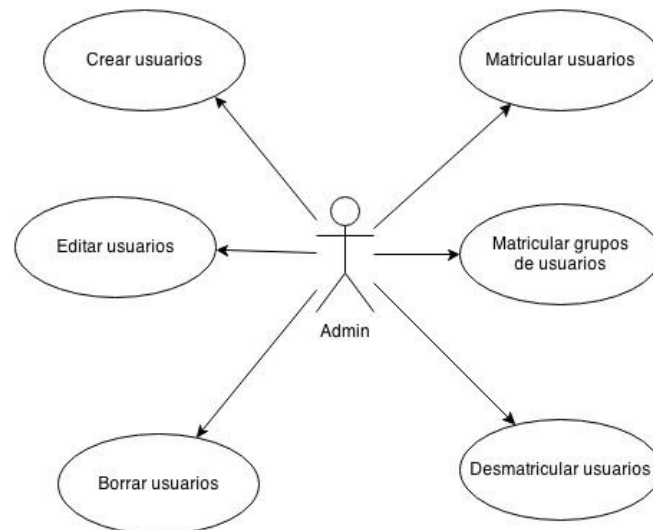 Crear usuarios
Matricular usuarios
Editar usuarios
Matricular grupos
de usuarios
Admin
Borrar usuarios
Desmatricular usuarios